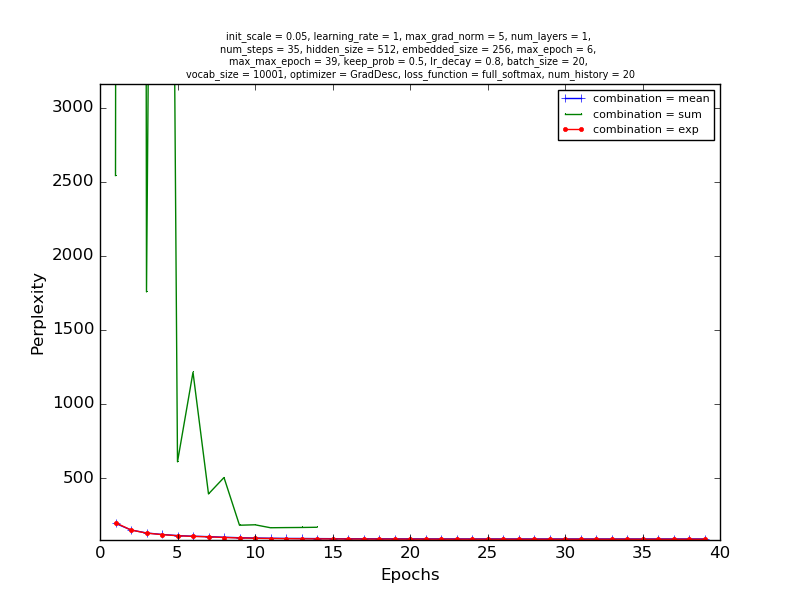 init_scale = 0.05, learning_rate = 1, max_grad_norm = 5, num_layers = 1,
num_steps = 35, hidden_size = 512, embedded_size = 256, max_epoch = 6,
max_max_epoch = 39, keep_prob = 0.5, lr_decay = 0.8, batch_size = 20,
vocab_size = 10001, optimizer = GradDesc, loss_function = full_softmax, num_history = 20
combination = mean
combination = sum
combination = exp
3000
2500
2000
1500
1000
500
Perplexity
0 5 10 15 20 25 30 35 40
Epochs